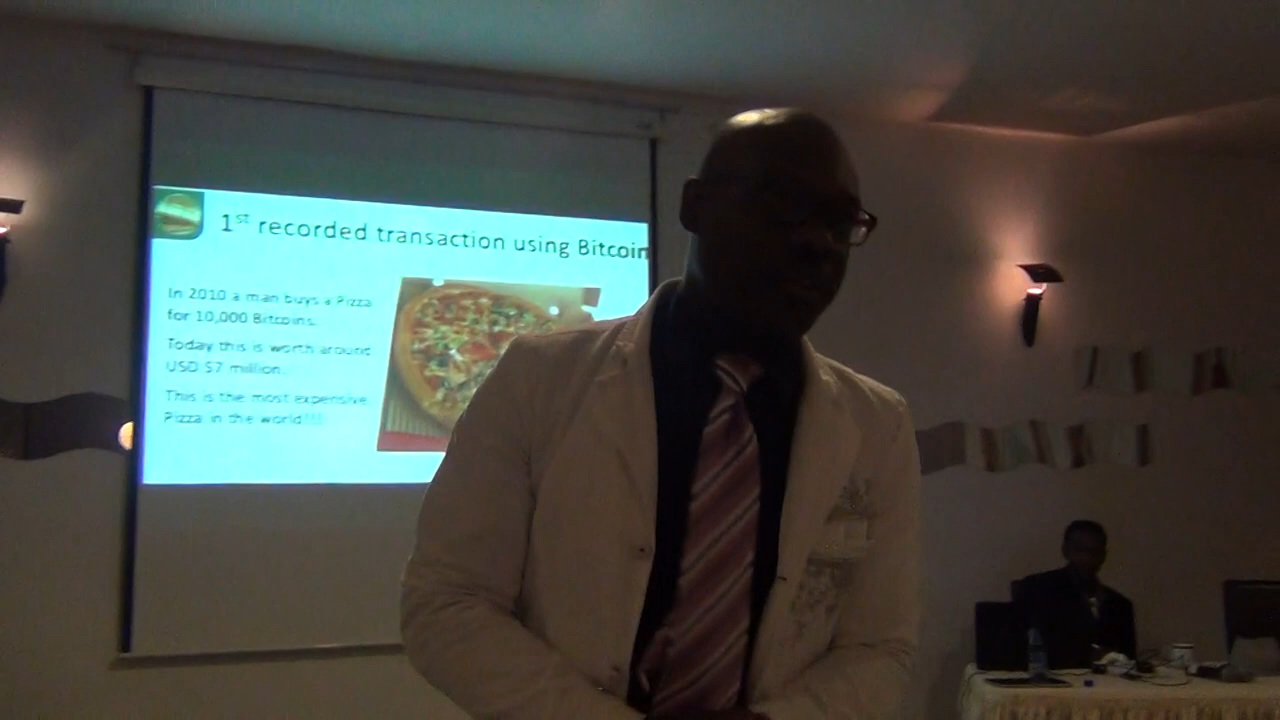 1st recorded transaction using Bitcoin
In 2010 a man buys a Pizza
for 10,000 Bitcoins.
Today this is worth around
USD $7 million.
This is the most expensive
Pizza in the world!!!!